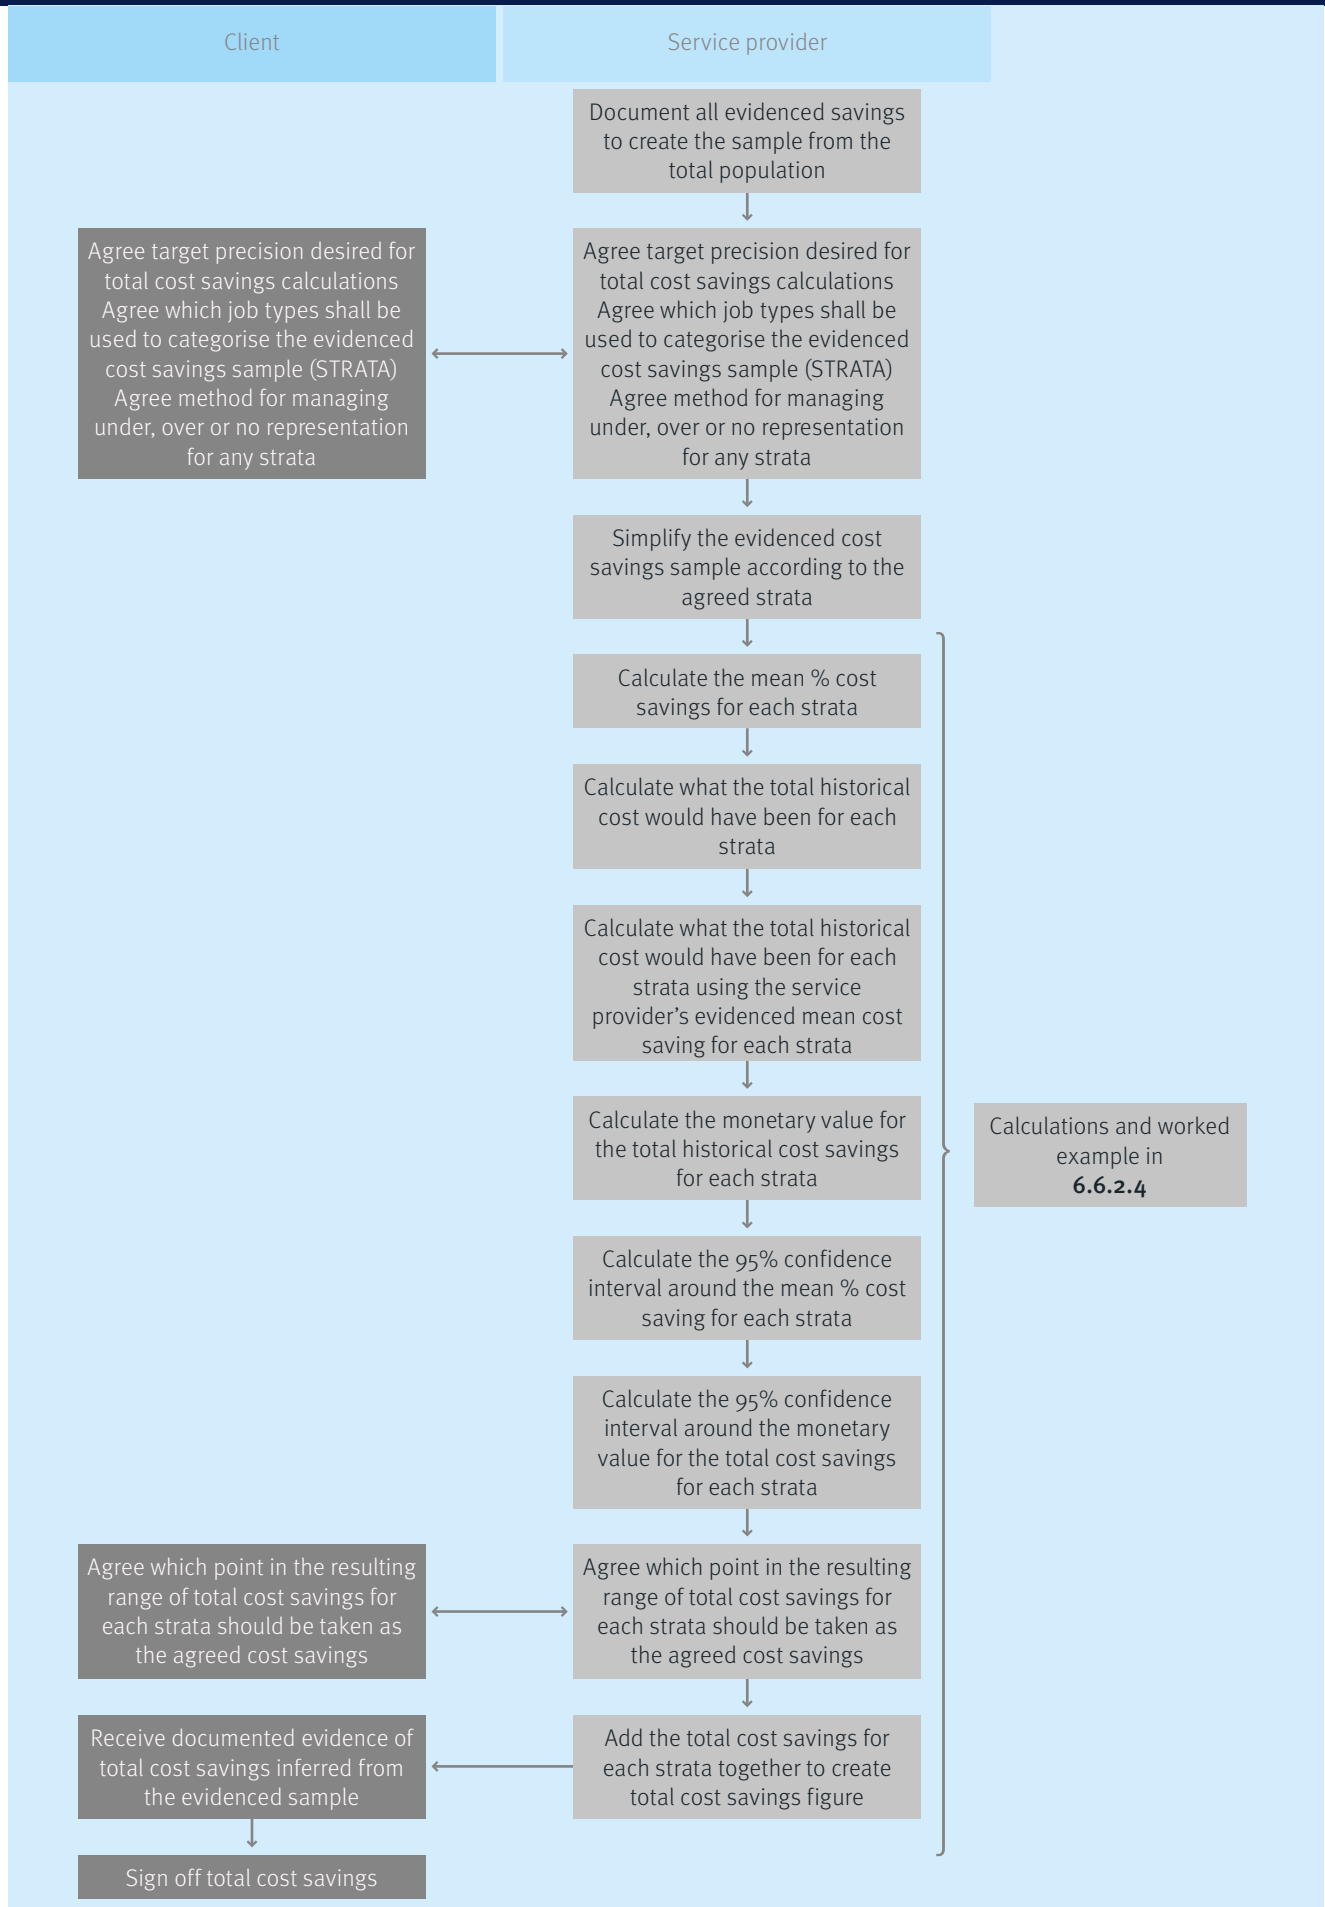 Client
Service provider
Document all evidenced savings
to create the sample from the
total population
Agree target precision desired for
total cost savings calculations
Agree which job types shall be
used to categorise the evidenced
cost savings sample (STRATA)
Agree method for managing
under, over or no representation
for any strata
Agree target precision desired for
total cost savings calculations
Agree which job types shall be
used to categorise the evidenced
cost savings sample (STRATA)
Agree method for managing
under, over or no representation
for any strata
Simplify the evidenced cost
savings sample according to the
agreed strata
Calculate the mean % cost
savings for each strata
Calculate what the total historical
cost would have been for each
strata
Calculate what the total historical
cost would have been for each
strata using the service
provider’s evidenced mean cost
saving for each strata
Calculate the monetary value for
the total historical cost savings
for each strata
Calculations and worked
example in
6.6.2.4
Calculate the 95% confidence
interval around the mean % cost
saving for each strata
Calculate the 95% confidence
interval around the monetary
value for the total cost savings
for each strata
Agree which point in the resulting
range of total cost savings for
each strata should be taken as
the agreed cost savings
Agree which point in the resulting
range of total cost savings for
each strata should be taken as
the agreed cost savings
Receive documented evidence of
total cost savings inferred from
the evidenced sample
Add the total cost savings for
each strata together to create
total cost savings figure
Sign off total cost savings